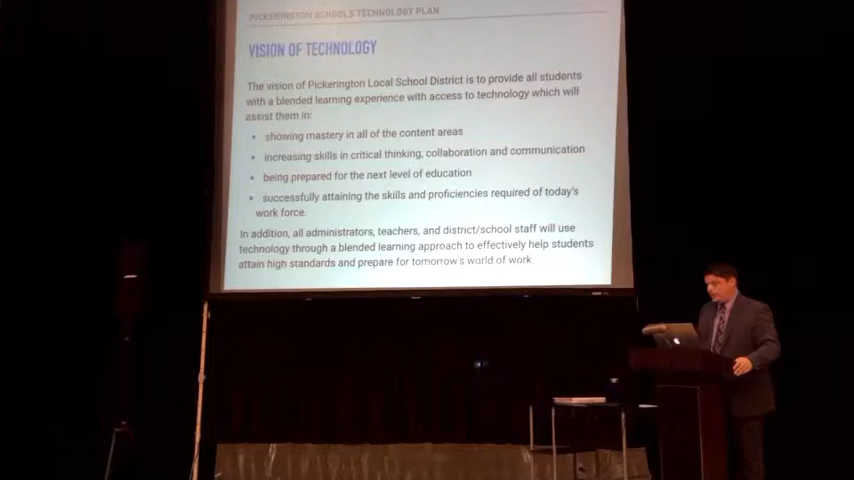 PICKERINGTON SCHOOLS TECHNOLOGY PLAN
VISION OF TECHNOLOGY
The vision of Pickerington Local School District is to provide all students
with a blended learning experience with access to technology which will
assist them in:
• showing mastery in all of the content areas
• increasing skills in critical thinking, collaboration and communication
• being prepared for the next level of education
• successfully attaining the skills and proficiencies required of today's
work force.
In addition, all administrators, teachers, and district/school staff will use
technology through a blended learning approach to effectively help students
attain high standards and prepare for tomorrow's world of work.